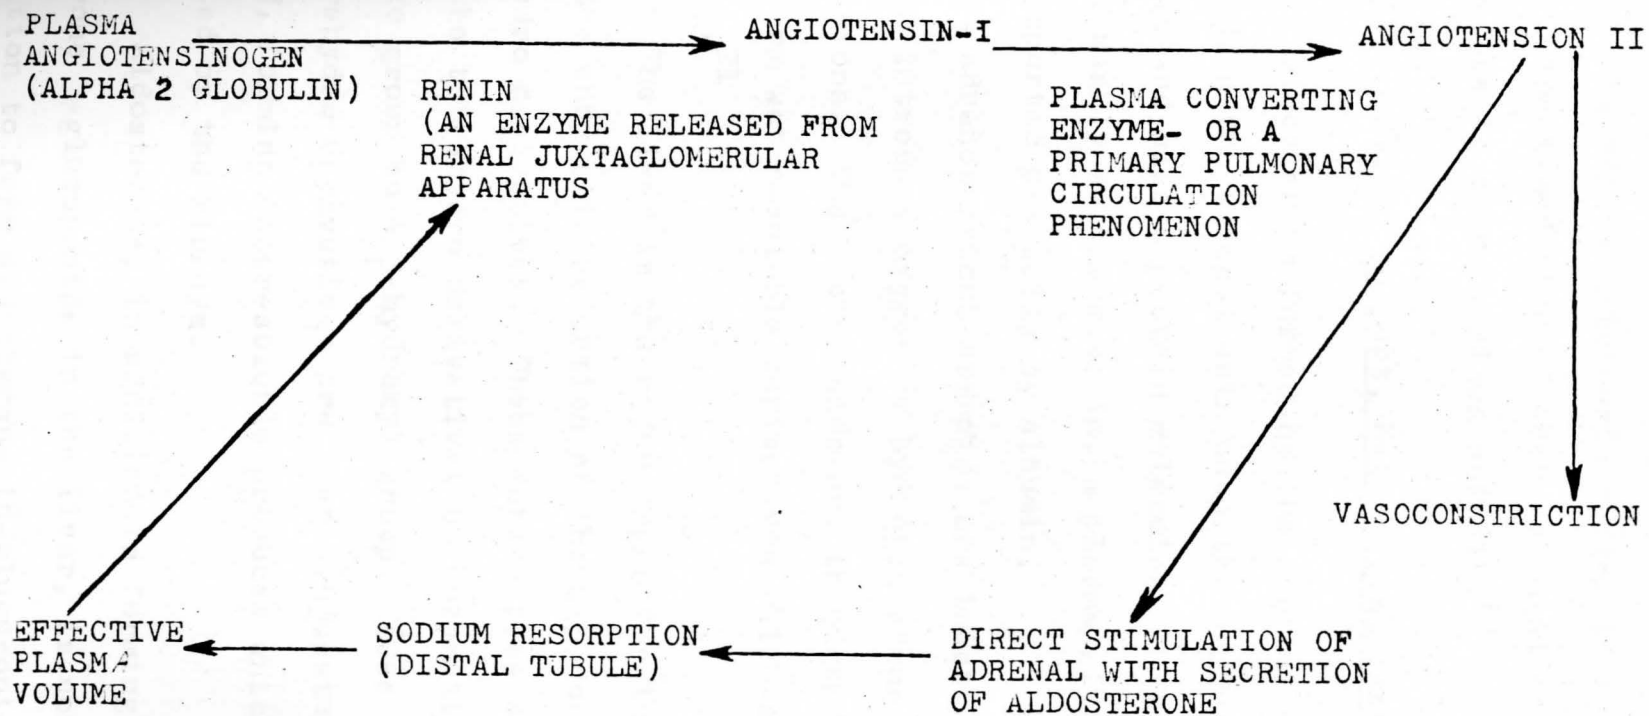 PLASMA
ANGIOTENSINOGEN
(ALPHA 2 GLOBULIN)
ANGIOTENSIN-I
ANGIOTENSION II
RENIN
(AN ENZYME RELEASED FROM
RENAL JUXTAGLOMERULAR
APPARATUS
PLASMA CONVERTING
ENZYME- OR A
PRIMARY PULMONARY
CIRCULATION
PHENOMENON
VASOCONSTRICTION
DIRECT STIMULATION OF
ADRENAL WITH SECRETION
OF ALDOSTERONE
SODIUM RESORPTION
(DISTAL TUBULE)
EFFECTIVE
PLASMA
VOLUME